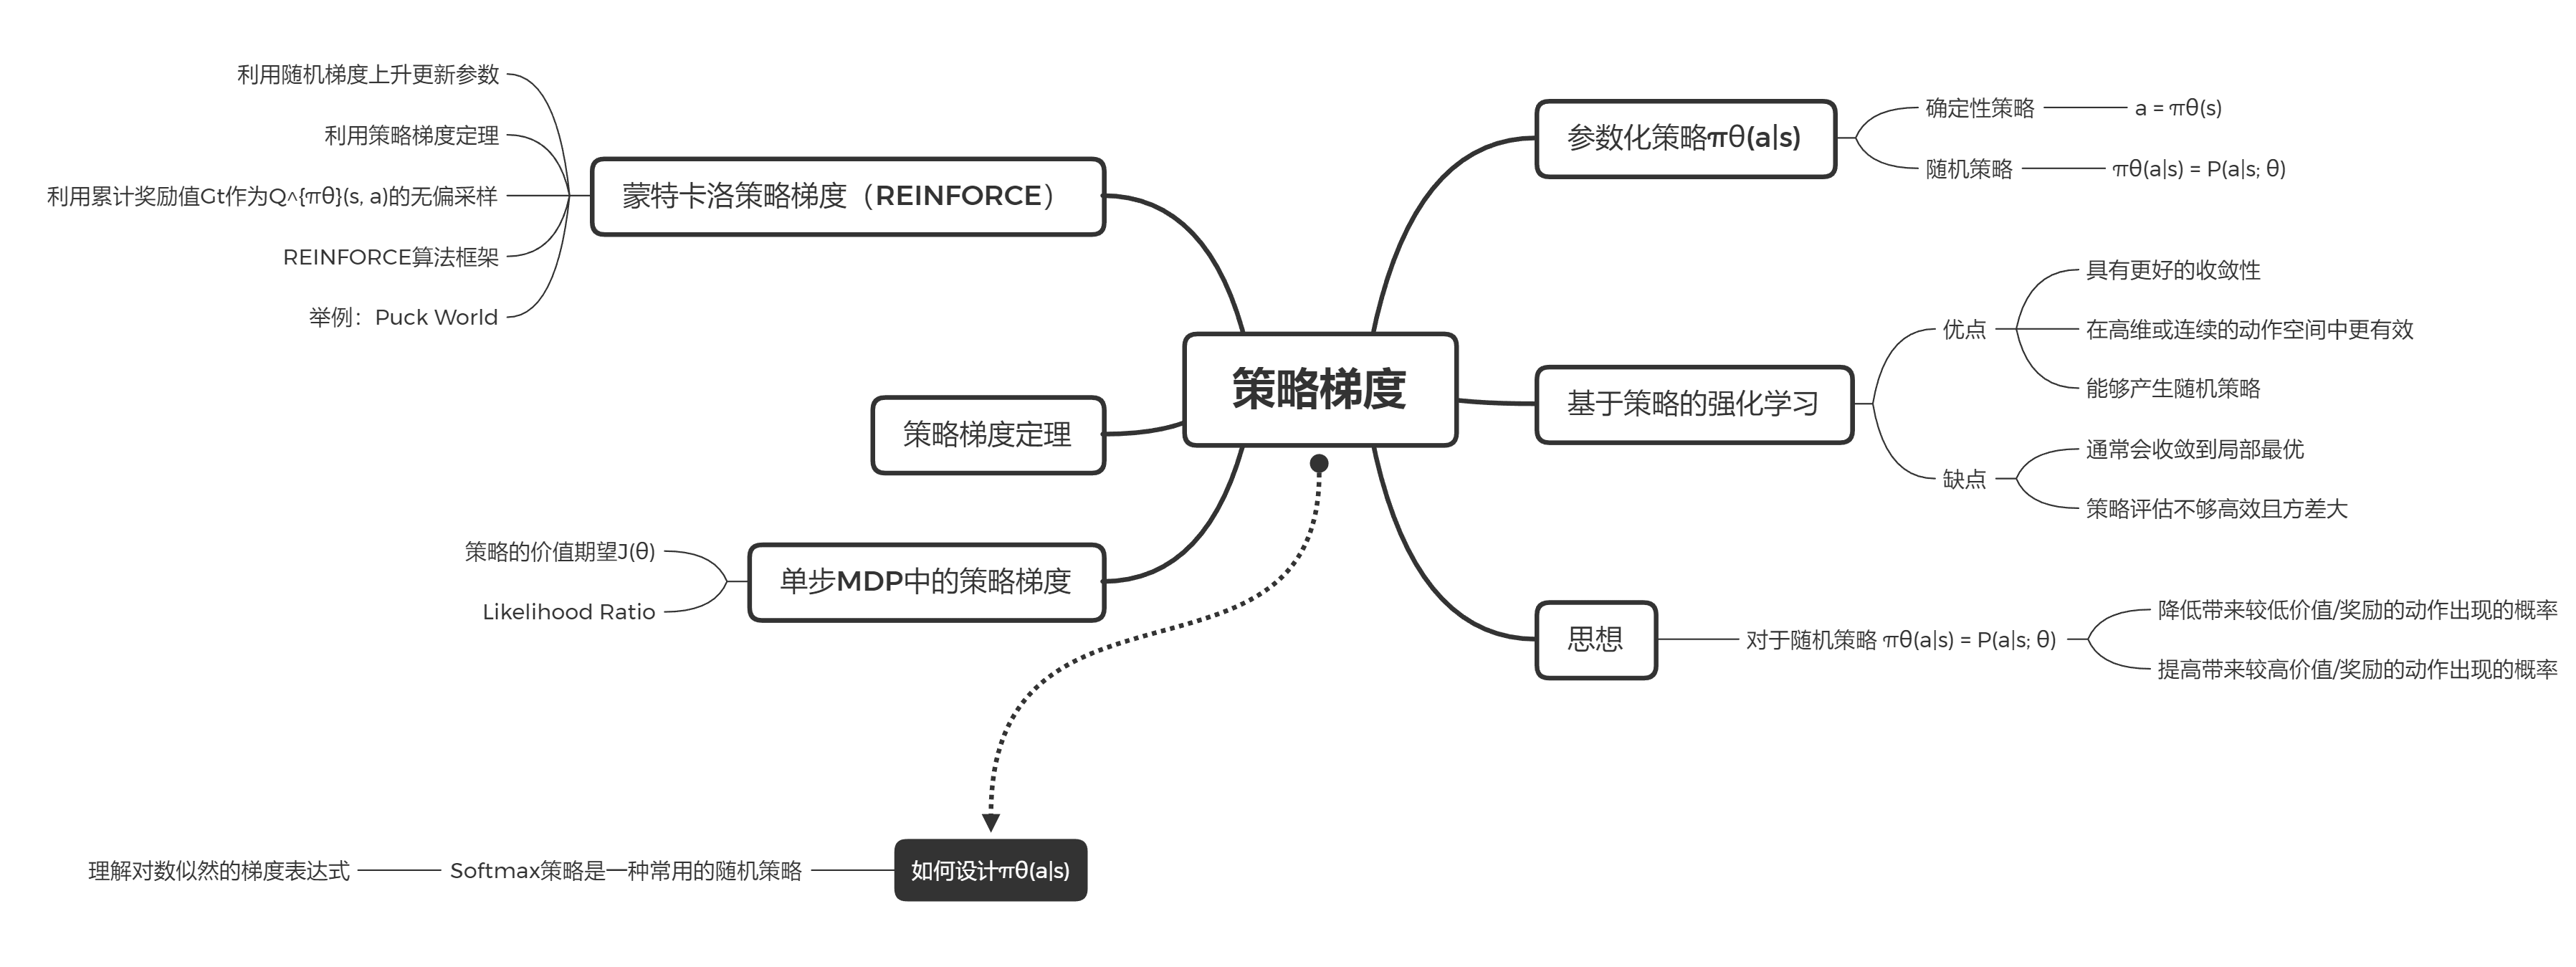 策略梯度
参数化策略πθ(a|s)
确定性策略
a = πθ(s)
随机策略
πθ(a|s) = P(a|s; θ)
基于策略的强化学习
优点
具有更好的收敛性
在高维或连续的动作空间中更有效
能够产生随机策略
缺点
通常会收敛到局部最优
策略评估不够高效且方差大
思想
对于随机策略 πθ(a|s) = P(a|s; θ)
降低带来较低价值/奖励的动作出现的概率
提高带来较高价值/奖励的动作出现的概率
蒙特卡洛策略梯度（REINFORCE）
利用随机梯度上升更新参数
利用策略梯度定理
利用累计奖励值Gt作为Q^{πθ}(s, a)的无偏采样
REINFORCE算法框架
举例：Puck World
策略梯度定理
单步MDP中的策略梯度
策略的价值期望J(θ)
Likelihood Ratio
如何设计πθ(a|s)
Softmax策略是一种常用的随机策略
理解对数似然的梯度表达式